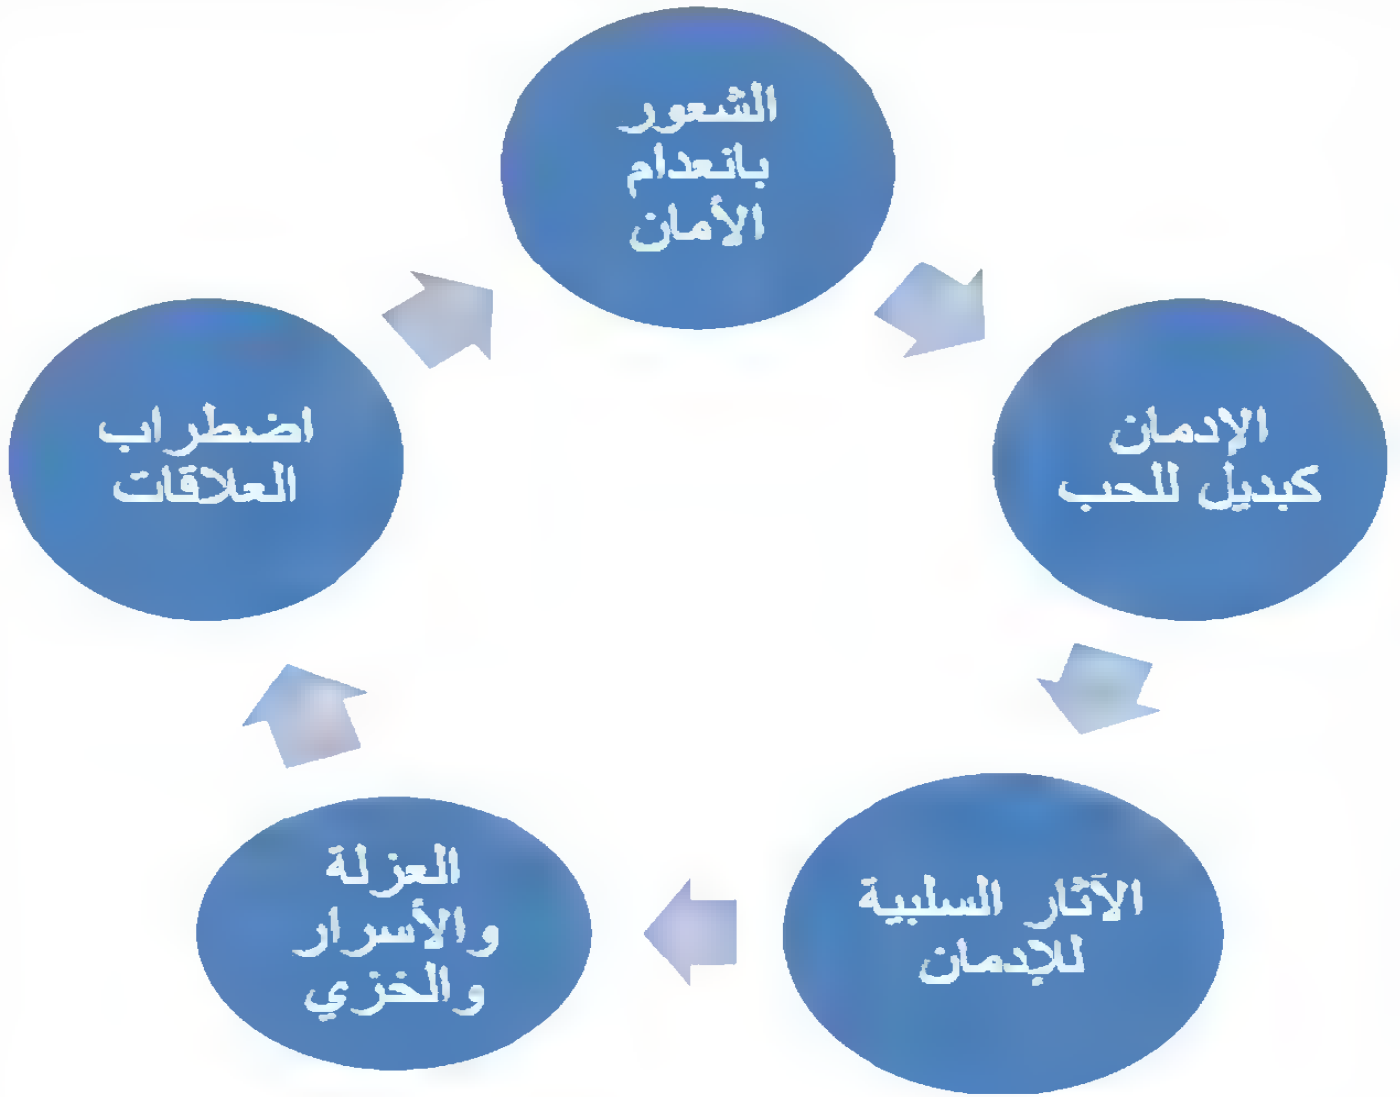 الشعور
بانعدام
الأمان
الإدمان
كبديل للحب
الآثار السلبية
للإدمان
العزلة
والأسرار
والخزي
اضطراب
العلاقات